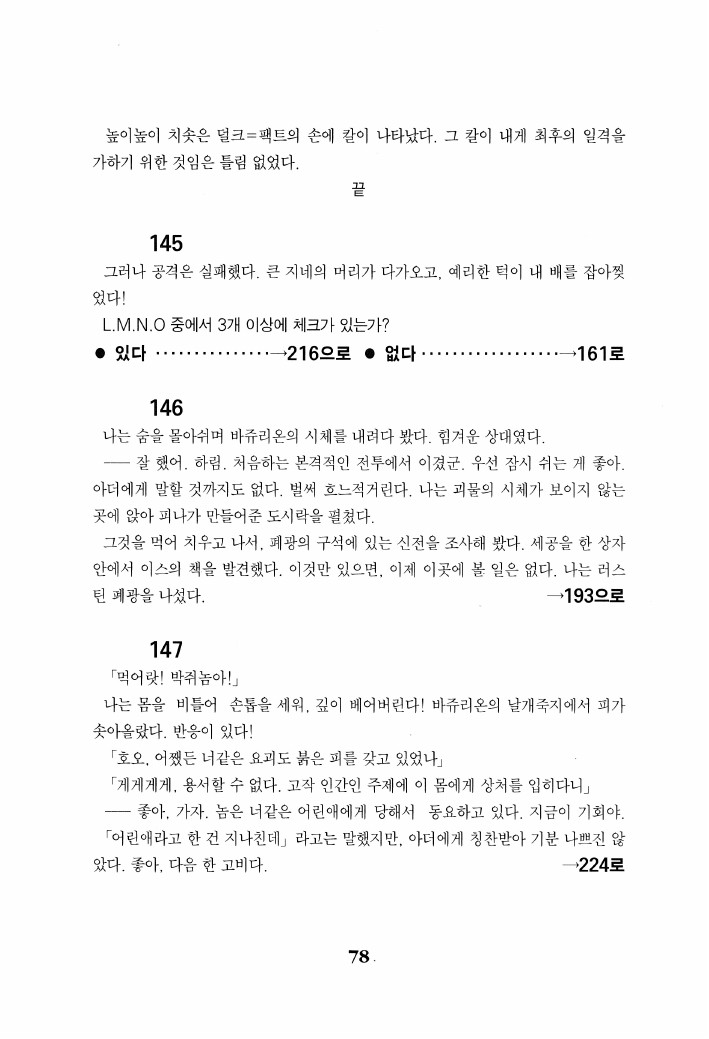 높이높이 치솟은 덜크=팩트의 손에 칼이 나타났다. 그 칼이 내게 최후의 일격을
가하기 위한 것임은 틀림 없었다.
끝
145
그러나 공격은 실패했다. 큰 지네의 머리가 다가오고, 예리한 턱이 내 배를 잡아찢
었다!
L.M.N.O 중에서 3개 이상에 체크가 있는가?
● 있다 ···············→216으로 ● 없다 ··················→161로
146
나는 숨을 몰아쉬며 바쥬리온의 시체를 내려다 봤다. 힘겨운 상대였다.
── 잘 했어. 하림. 처음하는 본격적인 전투에서 이겼군. 우선 잠시 쉬는 게 좋아.
아더에게 말할 것까지도 없다. 벌써 흐느적거린다. 나는 괴물의 시체가 보이지 않는
곳에 앉아 피나가 만들어준 도시락을 펼쳤다.
그것을 먹어 치우고 나서, 폐광의 구석에 있는 신전을 조사해 봤다. 세공을 한 상자
안에서 이스의 책을 발견했다. 이것만 있으면, 이제 이곳에 볼 일은 없다. 나는 러스
틴 폐광을 나섰다. →193으로
147
「먹어랏! 박쥐놈아!」
나는 몸을 비틀어 손톱을 세워, 깊이 베어버린다! 바쥬리온의 날개죽지에서 피가
솟아올랐다. 반응이 있다!
「호오, 어쨌든 너같은 요괴도 붉은 피를 갖고 있었나」
「게게게게, 용서할 수 없다. 고작 인간인 주제에 이 몸에게 상처를 입히다니」
── 좋아, 가자. 놈은 너같은 어린애에게 당해서 동요하고 있다. 지금이 기회야.
「어린애라고 한 건 지나친데」 라고는 말했지만, 아더에게 칭찬받아 기분 나쁘진 않
았다. 좋아, 다음 한 고비다. →224로
78